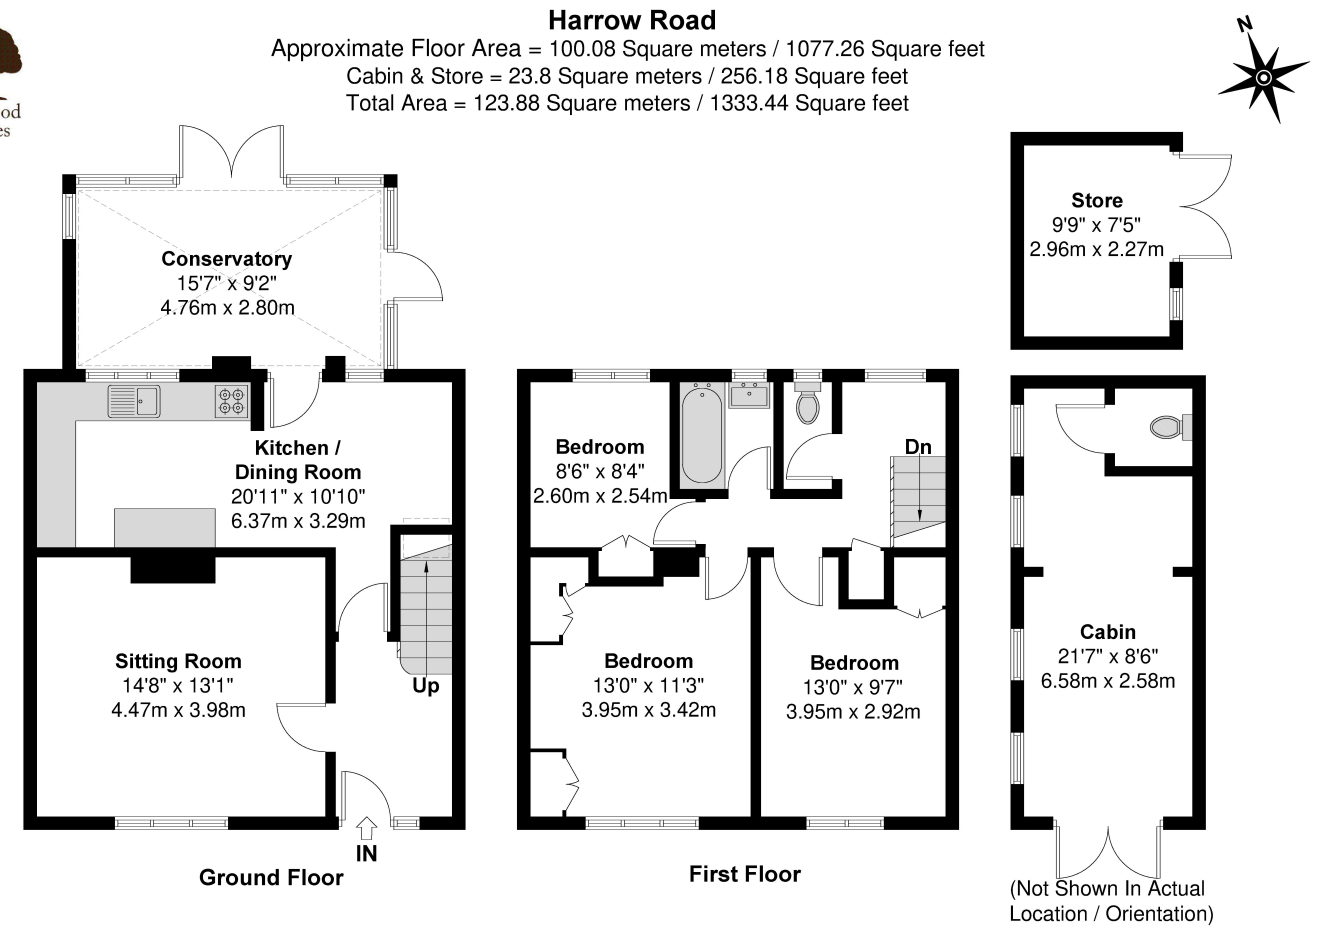 Harrow Road
Approximate Floor Area = 100.08 Square meters / 1077.26 Square feet
Cabin & Store = 23.8 Square meters / 256.18 Square feet
Total Area = 123.88 Square meters / 1333.44 Square feet
N
od
es
Conservatory
15'7" x 9'2"
4.76m x 2.80m
Kitchen /
Dining Room
20'11" x 10'10"
6.37m x 3.29m
Sitting Room
14'8" x 13'1"
4.47m x 3.98m
Up
IN
Ground Floor
Bedroom
8'6" x 8'4"
2.60m x 2.54m
Dn
Bedroom
13'0" x 11'3"
3.95m x 3.42m
Bedroom
13'0" x 9'7"
3.95m x 2.92m
First Floor
Store
9'9" x 7'5"
2.96m x 2.27m
Cabin
21'7" x 8'6"
6.58m x 2.58m
(Not Shown In Actual
Location / Orientation)